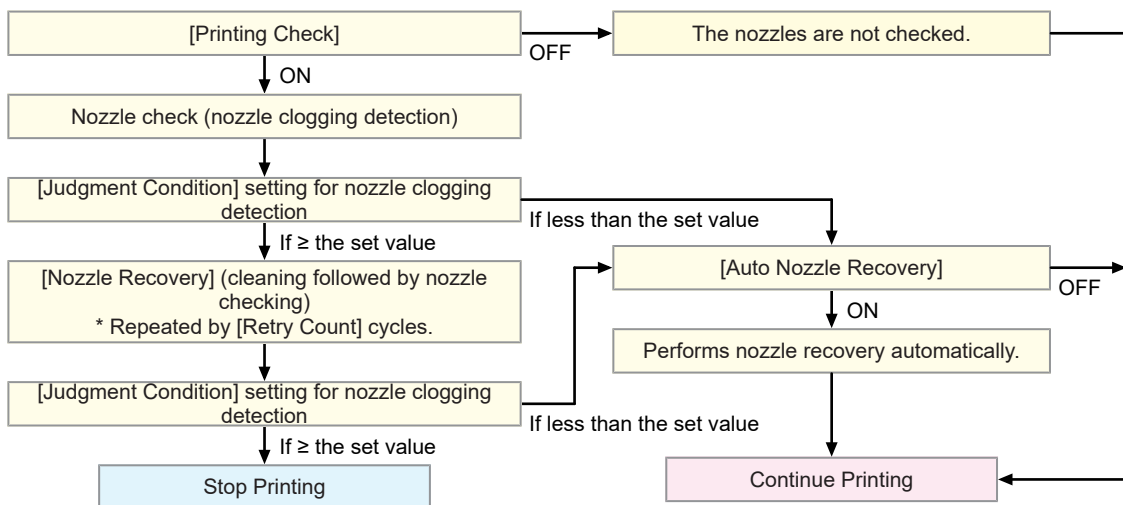 [Printing Check]
OFF
The nozzles are not checked.
ON
Nozzle check (nozzle clogging detection)
[Judgment Condition] setting for nozzle clogging
detection
If less than the set value
If ≥ the set value
[Nozzle Recovery] (cleaning followed by nozzle
checking)
* Repeated by [Retry Count] cycles.
[Auto Nozzle Recovery]
OFF
ON
Performs nozzle recovery automatically.
[Judgment Condition] setting for nozzle clogging
detection
If less than the set value
If ≥ the set value
Stop Printing
Continue Printing